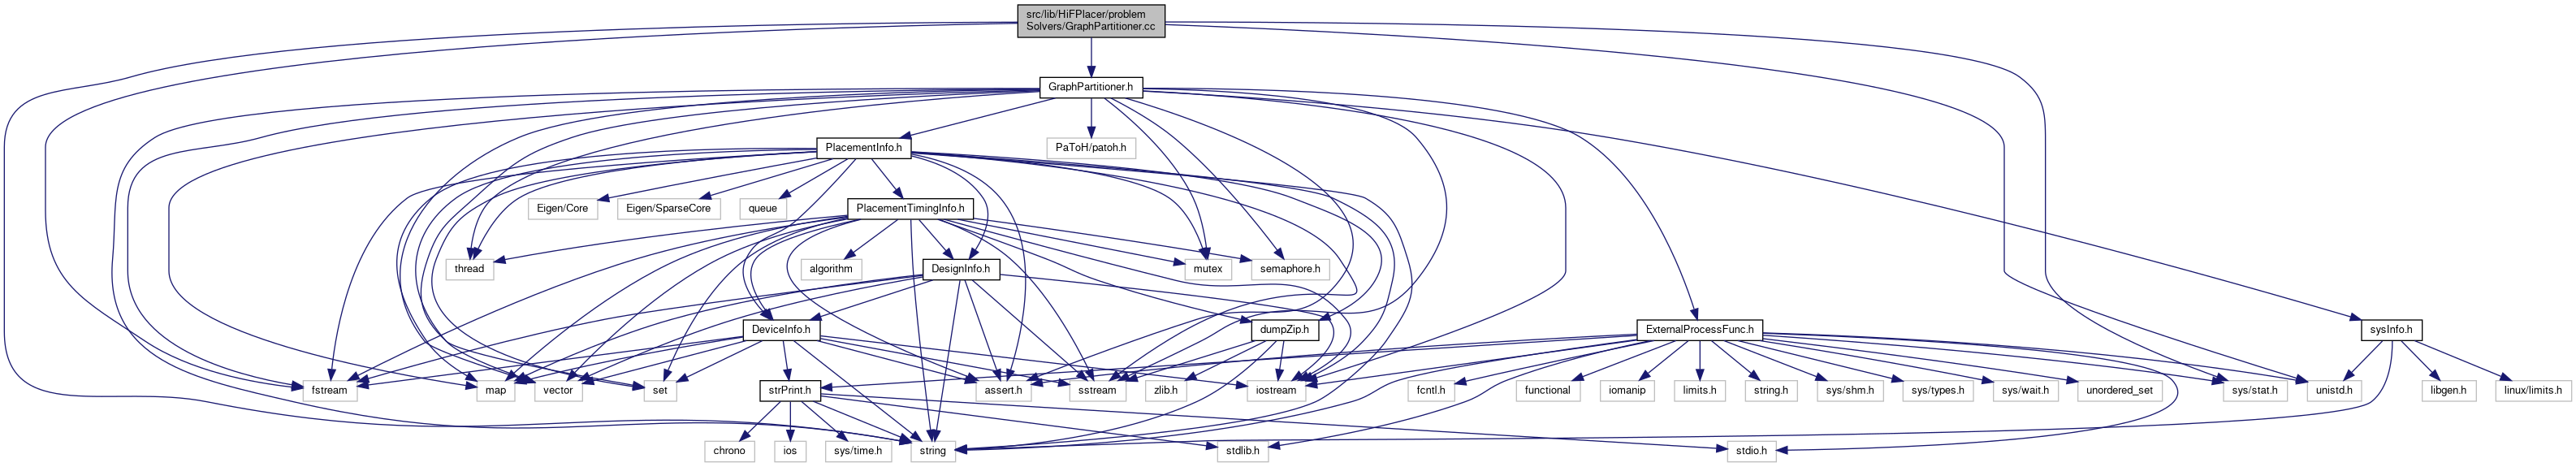 src/lib/HiFPlacer/problem
Solvers/GraphPartitioner.cc
GraphPartitioner.h
PlacementInfo.h
PaToH/patoh.h
Eigen/Core
Eigen/SparseCore
queue
PlacementTimingInfo.h
thread
algorithm
DesignInfo.h
mutex
semaphore.h
DeviceInfo.h
dumpZip.h
ExternalProcessFunc.h
sysInfo.h
fstream
map
vector
set
strPrint.h
assert.h
sstream
zlib.h
iostream
fcntl.h
functional
iomanip
limits.h
string.h
sys/shm.h
sys/types.h
sys/wait.h
unordered_set
sys/stat.h
unistd.h
libgen.h
linux/limits.h
chrono
ios
sys/time.h
string
stdlib.h
stdio.h